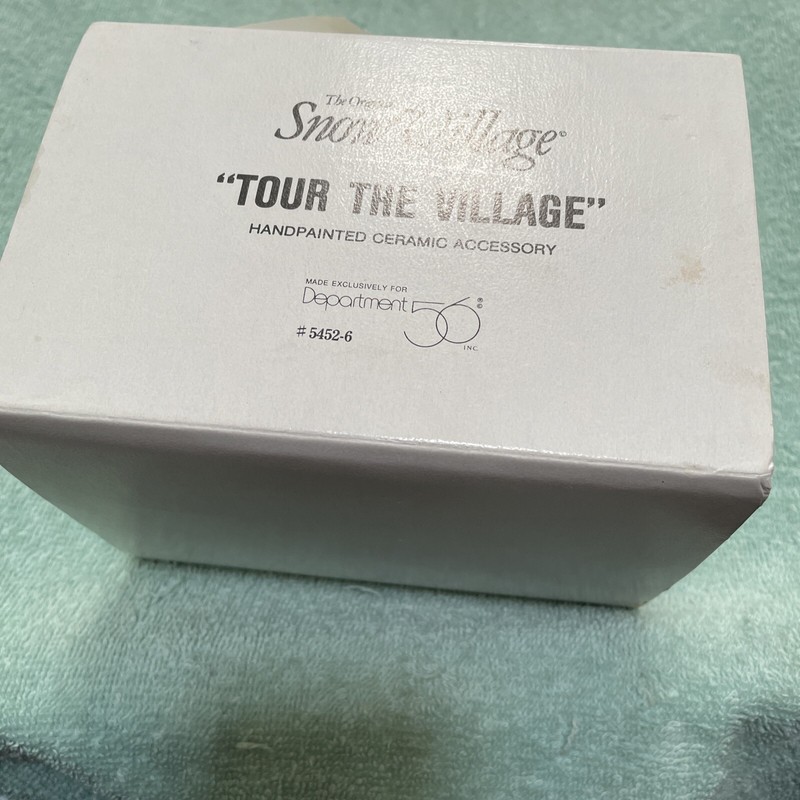 The Original
Snow Village®
"TOUR THE VILLAGE"
HANDPAINTED CERAMIC ACCESSORY
MADE EXCLUSIVELY FOR
Department 56 ® ©
INC.
# 5452-6